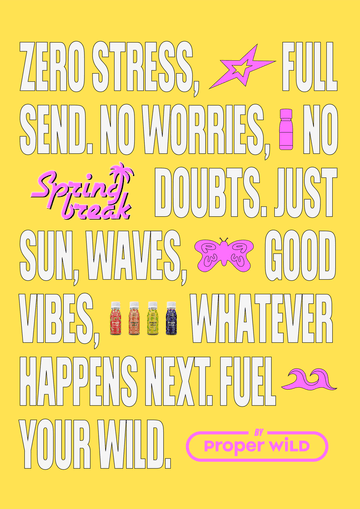 ZERO STRESS, FULL
SEND. NO WORRIES, NO
Spring break DOUBTS. JUST
SUN, WAVES, GOOD
VIBES, WHATEVER
HAPPENS NEXT. FUEL
YOUR WILD. BY PROPER WILD